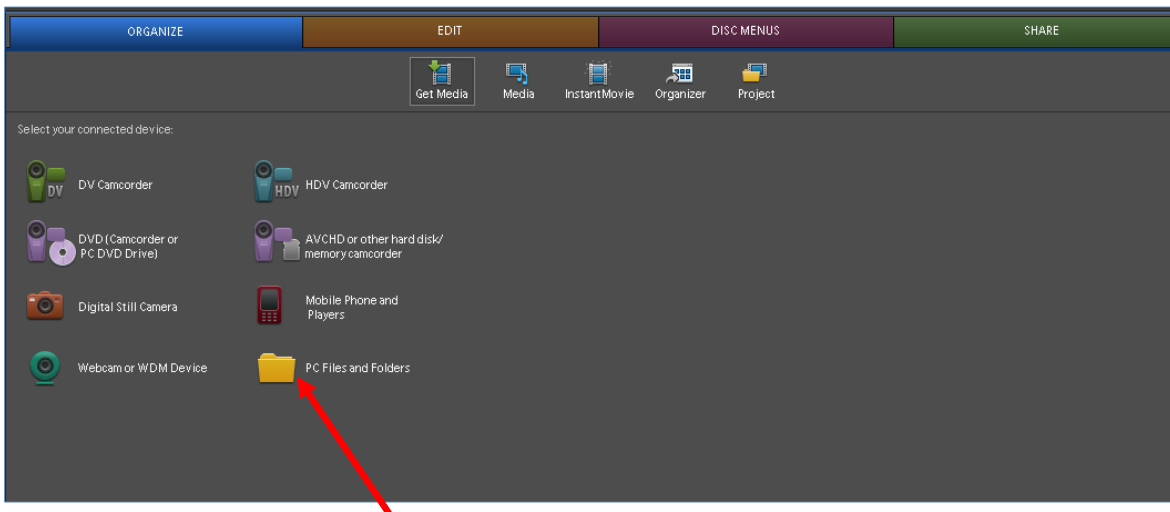 ORGANIZE
EDIT
DISC MENUS
SHARE
Get Media
Media
InstantMovie
Organizer
Project
Select your connected device:
DV
DV Camcorder
HDV
HDV Camcorder
DVD (Camcorder or
PC DVD Drive)
AVCHD or other hard disk/
memory camcorder
Digital Still Camera
Mobile Phone and
Players
Webcam or WDM Device
PC Files and Folders